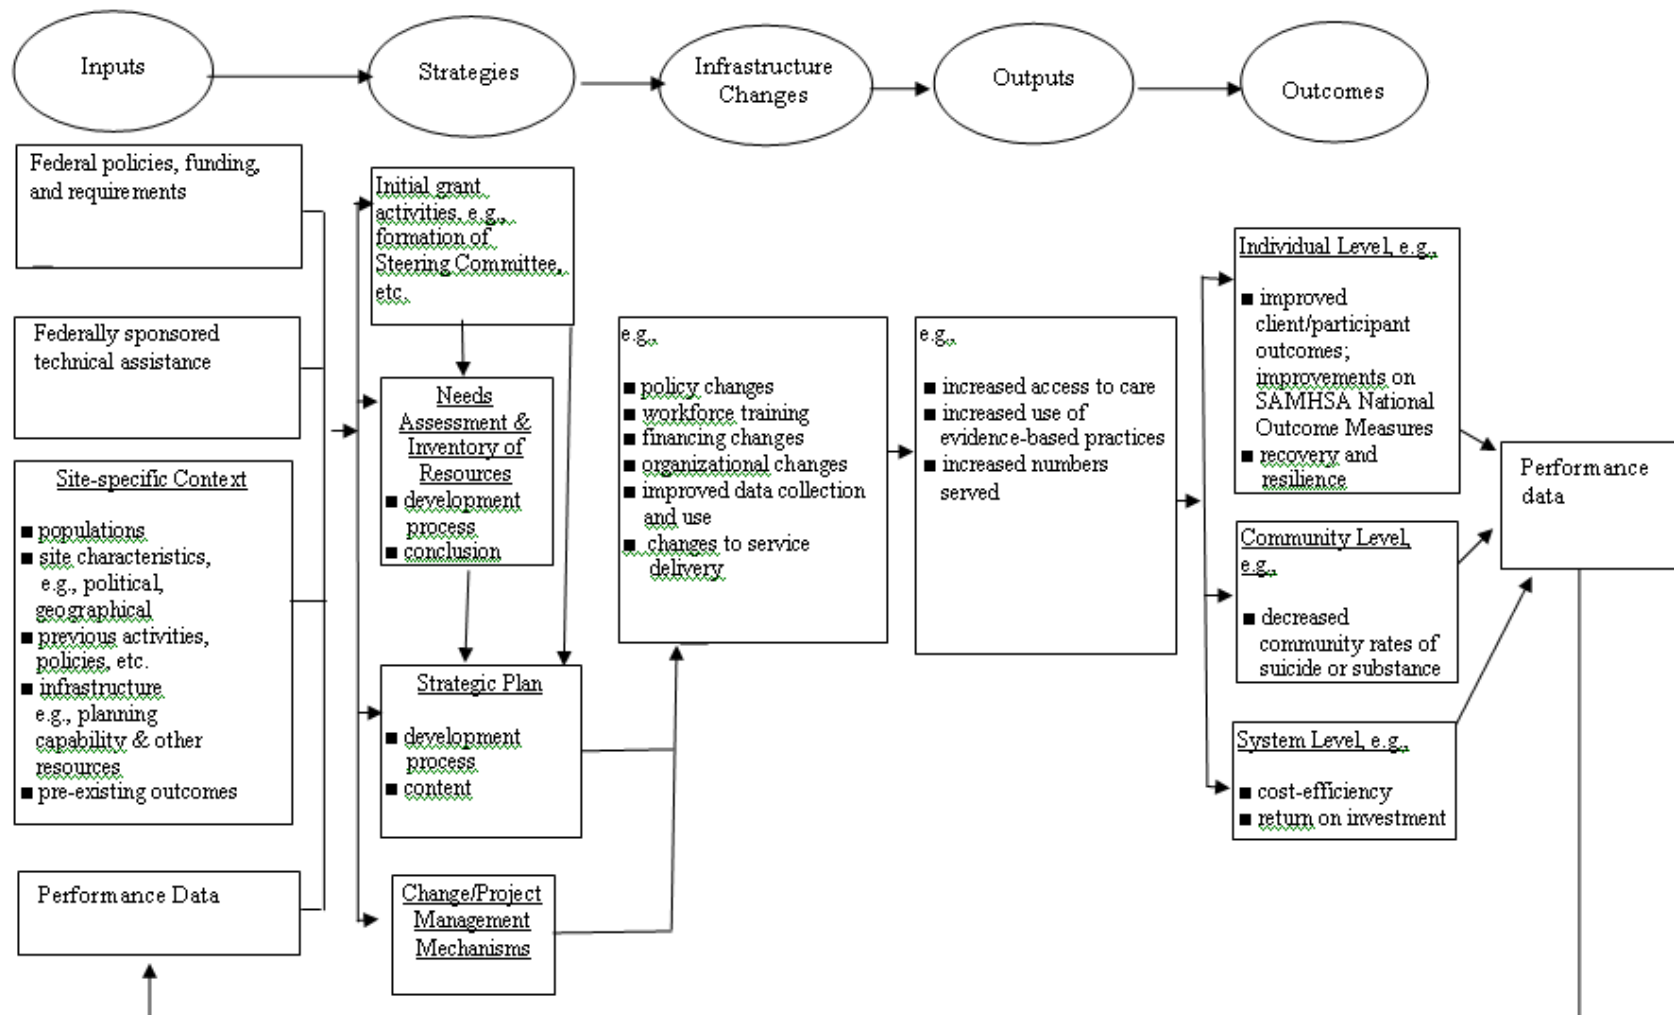 Inputs
Strategies
Infrastructure
Changes
Outputs
Outcomes
Federal policies, funding,
and requirements
Federally sponsored
technical assistance
Site-specific Context
■ populations
■ site characteristics,
e.g., political,
geographical
■ previous activities,
policies, etc.
■ infrastructure
e.g., planning
capability & other
resources
■ pre-existing outcomes
Performance Data
Initial grant
activities, e.g.,
formation of
Steering Committee,
etc.
Needs
Assessment &
Inventory of
Resources
■ development
process
■ conclusion
Strategic Plan
■ development
process
■ content
Change/Project
Management
Mechanisms
e.g.,
■ policy changes
■ workforce training
■ financing changes
■ organizational changes
■ improved data collection
and use
■ changes to service
delivery
e.g.,
■ increased access to care
■ increased use of
evidence-based practices
■ increased numbers
served
Individual Level, e.g.,
■ improved
client/participant
outcomes;
improvements on
SAMHSA National
Outcome Measures
■ recovery and
resilience
Community Level,
e.g.,
■ decreased
community rates of
suicide or substance
System Level, e.g.,
■ cost-efficiency
■ return on investment
Performance
data